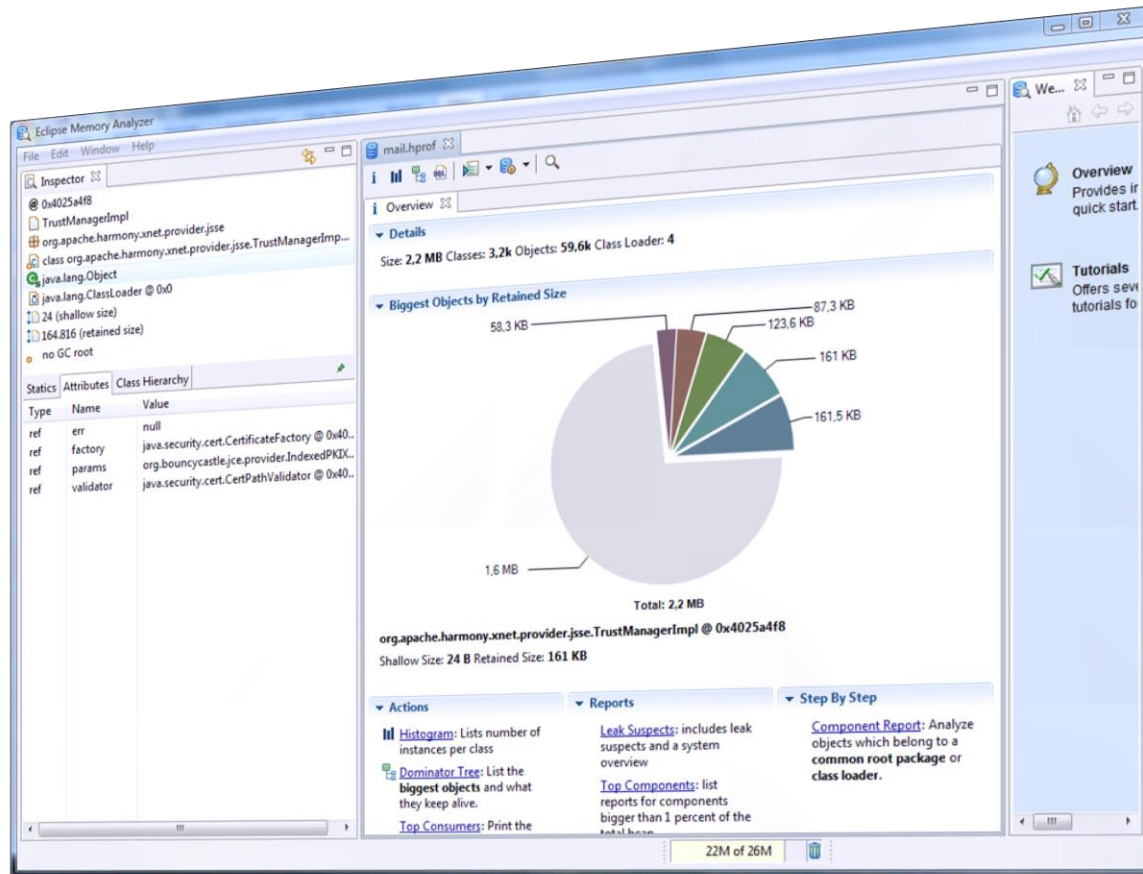 Eclipse Memory Analyzer
File Edit Window Help
Inspector
@ 0x4025a4f8
TrustManagerImpl
org.apache.harmony.xnet.provider.jsse
class org.apache.harmony.xnet.provider.jsse.TrustManagerImp...
java.lang.Object
java.lang.ClassLoader @ 0x0
24 (shallow size)
164.816 (retained size)
no GC root
Statics Attributes Class Hierarchy
Type Name Value
ref err null
ref factory java.security.cert.CertificateFactory @ 0x40..
ref params org.bouncycastle.jce.provider.IndexedPKIX..
ref validator java.security.cert.CertPathValidator @ 0x40..
mail.hprof
Overview
Details
Size: 2,2 MB Classes: 3,2k Objects: 59,6k Class Loader: 4
Biggest Objects by Retained Size
58,3 KB
87,3 KB
123,6 KB
161 KB
161,5 KB
1,6 MB
Total: 2,2 MB
org.apache.harmony.xnet.provider.jsse.TrustManagerImpl @ 0x4025a4f8
Shallow Size: 24 B Retained Size: 161 KB
Actions
Histogram: Lists number of
instances per class
Dominator Tree: List the
biggest objects and what
they keep alive.
Top Consumers: Print the
Reports
Leak Suspects: includes leak
suspects and a system
overview
Top Components: list
reports for components
bigger than 1 percent of the
total heap
Step By Step
Component Report: Analyze
objects which belong to a
common root package or
class loader.
We...
Overview
Provides ir
quick start.
Tutorials
Offers seve
tutorials fo
22M of 26M